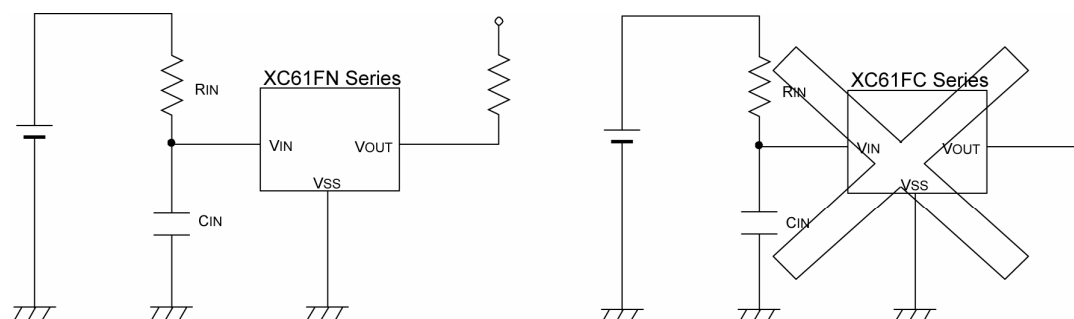 XC61FN Series
RIN
VIN
VOUT
VSS
CIN
XC61FC Series
RIN
VIN
VOUT
VSS
CIN